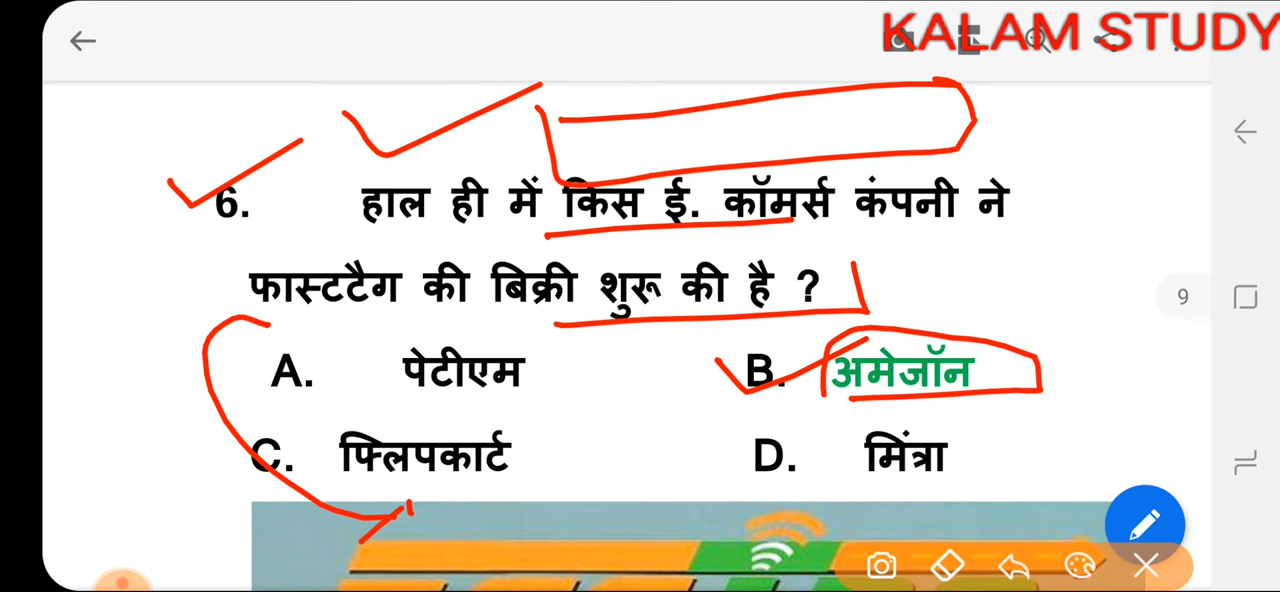 KALAM STUDY
6. हाल ही में किस ई. कॉमर्स कंपनी ने
फास्टटैग की बिक्री शुरू की है ?
9
A. पेटीएम B. अमेजॉन
C. फ्लिपकार्ट D. मिंत्रा